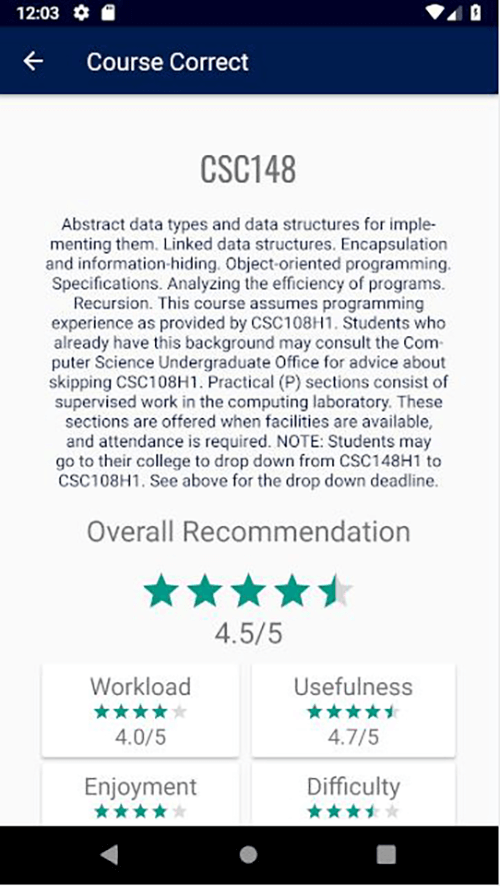 12:03
Course Correct
CSC148
Abstract data types and data structures for imple-
menting them. Linked data structures. Encapsulation
and information-hiding. Object-oriented programming.
Specifications. Analyzing the efficiency of programs.
Recursion. This course assumes programming
experience as provided by CSC108H1. Students who
already have this background may consult the Com-
puter Science Undergraduate Office for advice about
skipping CSC108H1. Practical (P) sections consist of
supervised work in the computing laboratory. These
sections are offered when facilities are available,
and attendance is required. NOTE: Students may
go to their college to drop down from CSC148H1 to
CSC108H1. See above for the drop down deadline.
Overall Recommendation
4.5/5
Workload
4.0/5
Usefulness
4.7/5
Enjoyment
Difficulty